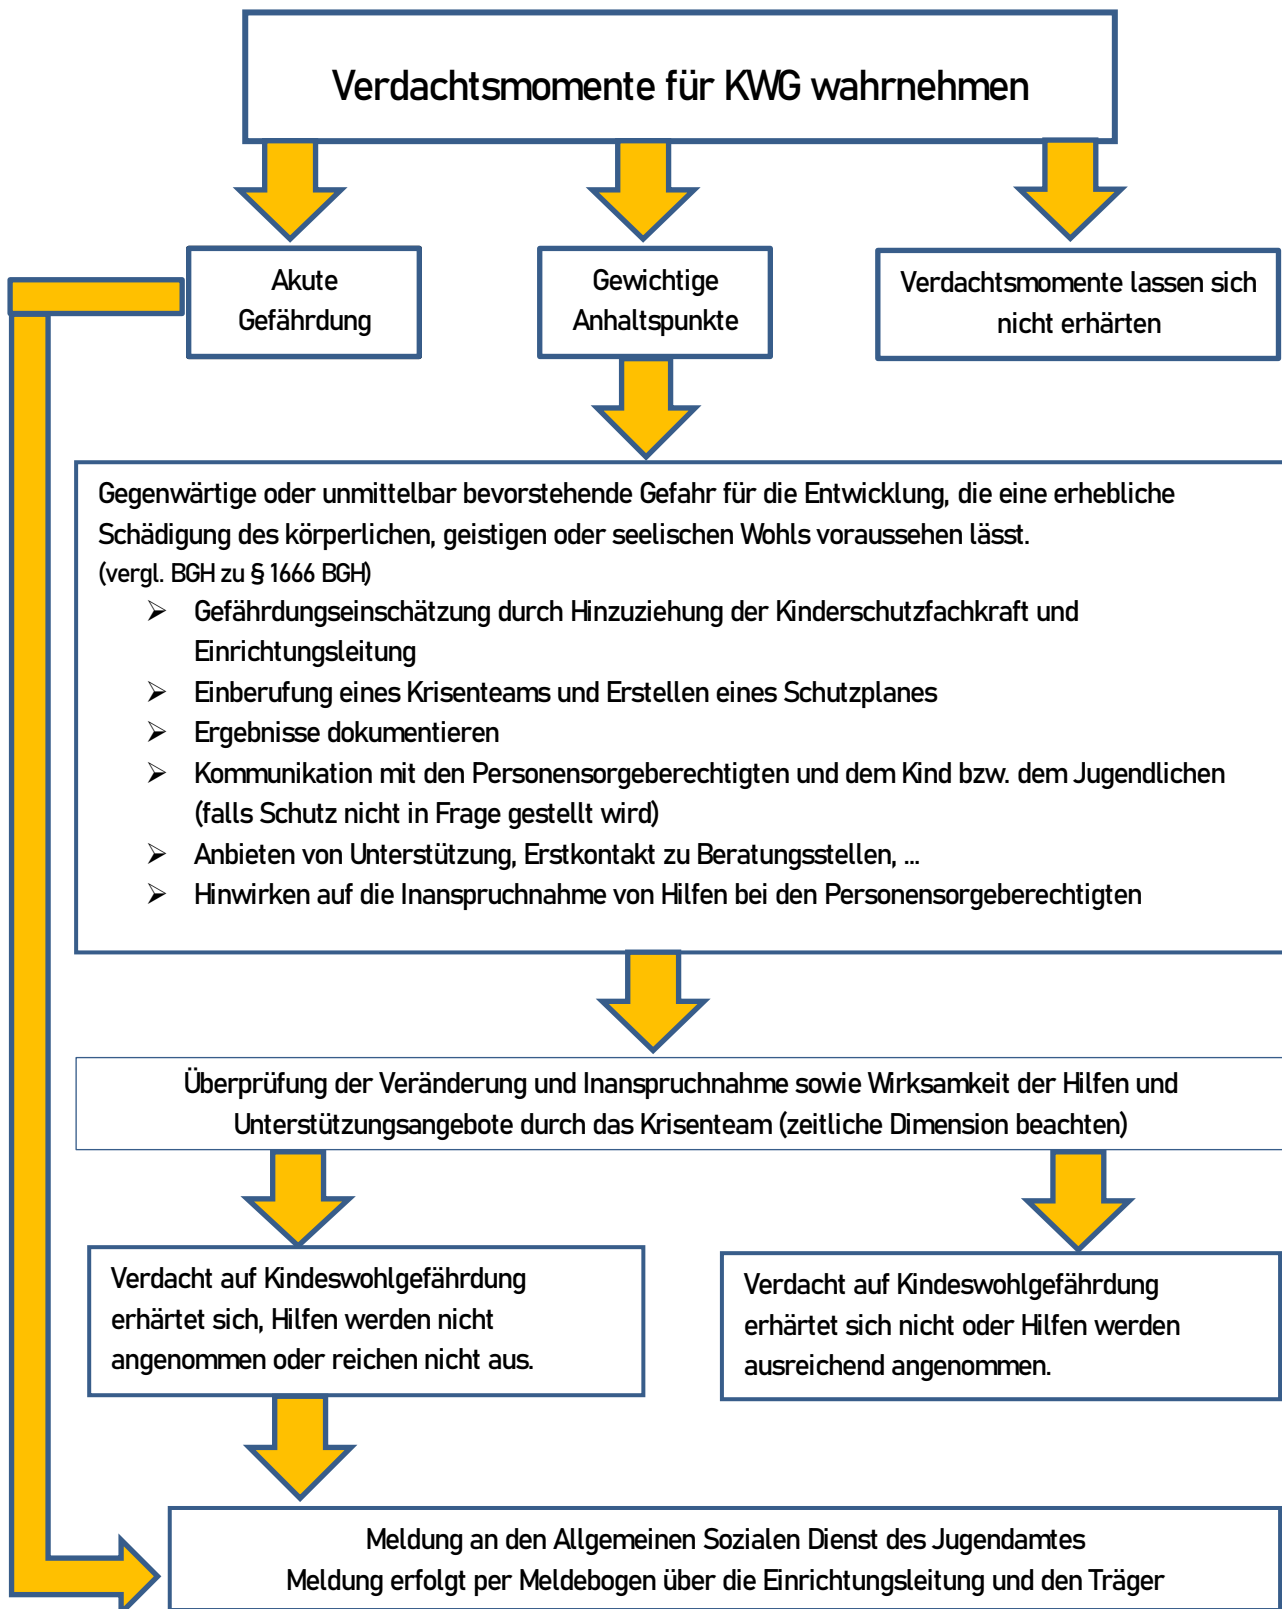 Verdachtsmomente für KWG wahrnehmen
Akute
Gefährdung
Gewichtige
Anhaltspunkte
Verdachtsmomente lassen sich
nicht erhärten
Gegenwärtige oder unmittelbar bevorstehende Gefahr für die Entwicklung, die eine erhebliche
Schädigung des körperlichen, geistigen oder seelischen Wohls voraussehen lässt.
(vergl. BGH zu § 1666 BGH)
➢ Gefährdungseinschätzung durch Hinzuziehung der Kinderschutzfachkraft und
Einrichtungsleitung
➢ Einberufung eines Krisenteams und Erstellen eines Schutzplanes
➢ Ergebnisse dokumentieren
➢ Kommunikation mit den Personensorgeberechtigten und dem Kind bzw. dem Jugendlichen
(falls Schutz nicht in Frage gestellt wird)
➢ Anbieten von Unterstützung, Erstkontakt zu Beratungsstellen, ...
➢ Hinwirken auf die Inanspruchnahme von Hilfen bei den Personensorgeberechtigten
Überprüfung der Veränderung und Inanspruchnahme sowie Wirksamkeit der Hilfen und
Unterstützungsangebote durch das Krisenteam (zeitliche Dimension beachten)
Verdacht auf Kindeswohlgefährdung
erhärtet sich, Hilfen werden nicht
angenommen oder reichen nicht aus.
Verdacht auf Kindeswohlgefährdung
erhärtet sich nicht oder Hilfen werden
ausreichend angenommen.
Meldung an den Allgemeinen Sozialen Dienst des Jugendamtes
Meldung erfolgt per Meldebogen über die Einrichtungsleitung und den Träger